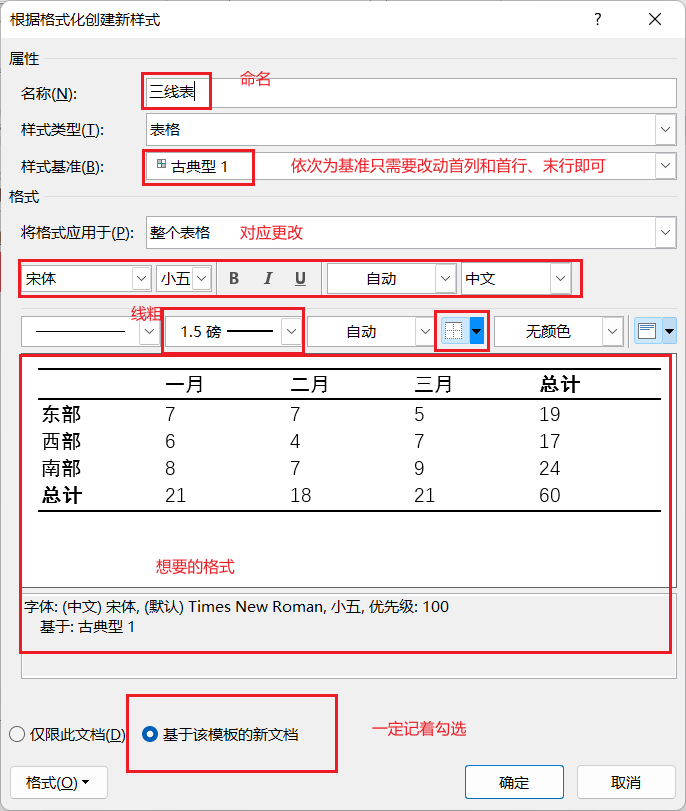 根据格式化创建新样式
属性
命名
名称(N): 三线表
样式类型(T): 表格
样式基准(B): 古典型 1 依次为基准只需要改动首列和首行、末行即可
格式
将格式应用于(P): 整个表格 对应更改
宋体 小五 B I U 自动 中文
线粗
1.5 磅 自动 无颜色
一月 二月 三月 总计
东部 7 7 5 19
西部 6 4 7 17
南部 8 7 9 24
总计 21 18 21 60
想要的格式
字体: (中文) 宋体, (默认) Times New Roman, 小五, 优先级: 100
基于: 古典型 1
仅限此文档(D) 基于该模板的新文档 一定记着勾选
格式(O) 确定 取消